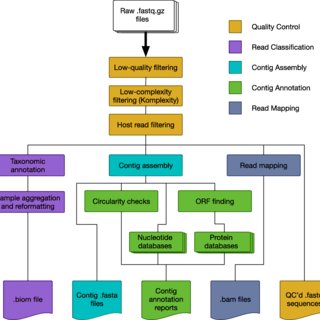 Raw .fastq.gz
files
Quality Control
Read Classification
Contig Assembly
Contig Annotation
Read Mapping
Low-quality filtering
Low-complexity
filtering (Komplexity)
Host read filtering
Taxonomic
annotation
Contig assembly
Read mapping
ample aggregation
and reformatting
Circularity checks
ORF finding
Nucleotide
databases
Protein
databases
.biom file
Contig .fasta
files
Contig
annotation
reports
.bam files
QC'd .fast
sequences